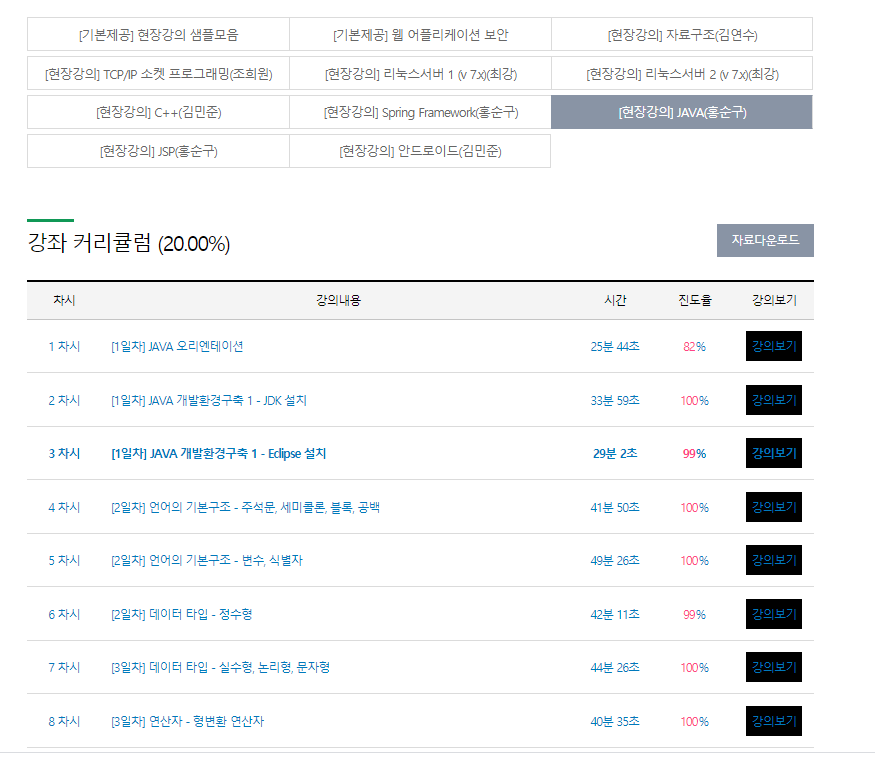 [기본제공] 현장강의 샘플모음 [기본제공] 웹 어플리케이션 보안 [현장강의] 자료구조(김연수)
[현장강의] TCP/IP 소켓 프로그래밍(조희원) [현장강의] 리눅스서버 1 (v 7.x)(최강) [현장강의] 리눅스서버 2 (v 7.x)(최강)
[현장강의] C++(김민준) [현장강의] Spring Framework(홍순구) [현장강의] JAVA(홍순구)
[현장강의] JSP(홍순구) [현장강의] 안드로이드(김민준)
강좌 커리큘럼 (20.00%) 자료다운로드
차시 강의내용 시간 진도율 강의보기
1 차시 [1일차] JAVA 오리엔테이션 25분 44초 82% 강의보기
2 차시 [1일차] JAVA 개발환경구축 1 - JDK 설치 33분 59초 100% 강의보기
3 차시 [1일차] JAVA 개발환경구축 1 - Eclipse 설치 29분 2초 99% 강의보기
4 차시 [2일차] 언어의 기본구조 - 주석문, 세미콜론, 블록, 공백 41분 50초 100% 강의보기
5 차시 [2일차] 언어의 기본구조 - 변수, 식별자 49분 26초 100% 강의보기
6 차시 [2일차] 데이터 타입 - 정수형 42분 11초 99% 강의보기
7 차시 [3일차] 데이터 타입 - 실수형, 논리형, 문자형 44분 26초 100% 강의보기
8 차시 [3일차] 연산자 - 형변환 연산자 40분 35초 100% 강의보기